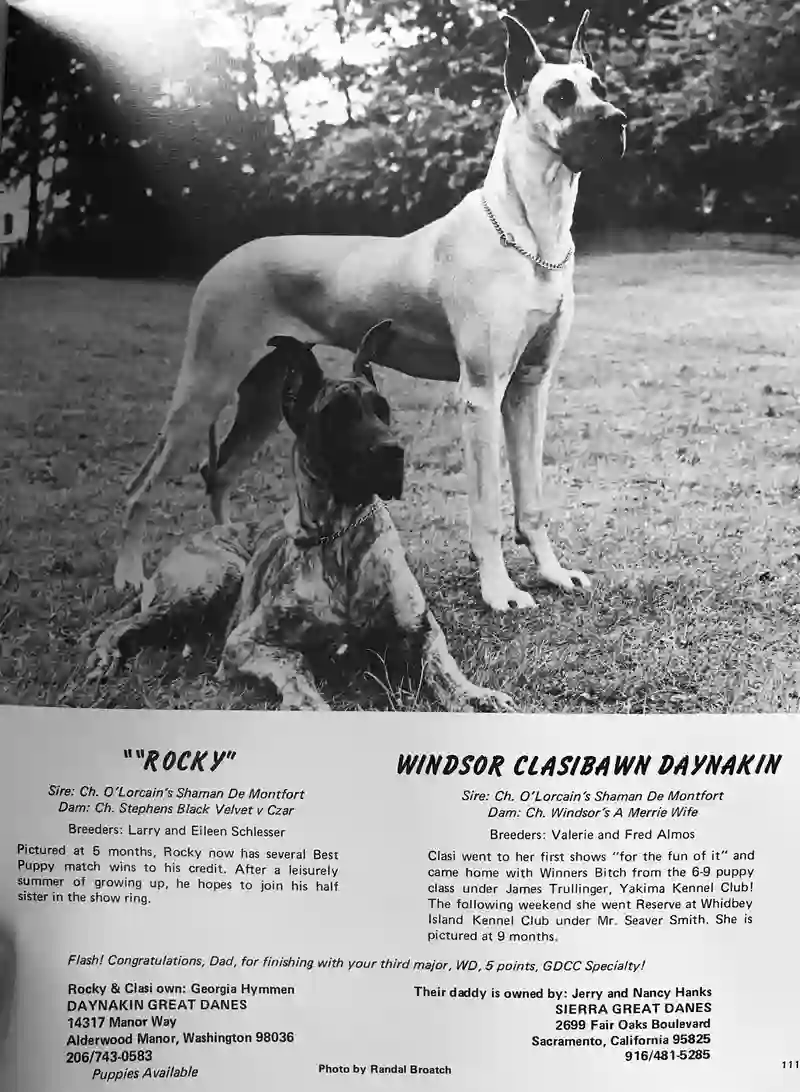 ""ROCKY"
Sire: Ch. O'Lorcain's Shaman De Montfort
Dam: Ch. Stephens Black Velvet v Czar
Breeders: Larry and Eileen Schlesser
Pictured at 5 months, Rocky now has several Best
Puppy match wins to his credit. After a leisurely
summer of growing up, he hopes to join his half
sister in the show ring.
WINDSOR CLASIBAWN DAYNAKIN
Sire: Ch. O'Lorcain's Shaman De Montfort
Dam: Ch. Windsor's A Merrie Wife
Breeders: Valerie and Fred Almos
Clasi went to her first shows "for the fun of it" and
came home with Winners Bitch from the 6-9 puppy
class under James Trullinger, Yakima Kennel Club!
The following weekend she went Reserve at Whidbey
Island Kennel Club under Mr. Seaver Smith. She is
pictured at 9 months.
Flash! Congratulations, Dad, for finishing with your third major, WD, 5 points, GDCC Specialty!
Rocky & Clasi own: Georgia Hymmen
DAYNAKIN GREAT DANES
14317 Manor Way
Alderwood Manor, Washington 98036
206/743-0583
Puppies Available
Their daddy is owned by: Jerry and Nancy Hanks
SIERRA GREAT DANES
2699 Fair Oaks Boulevard
Sacramento, California 95825
916/481-5285
Photo by Randal Broatch
111